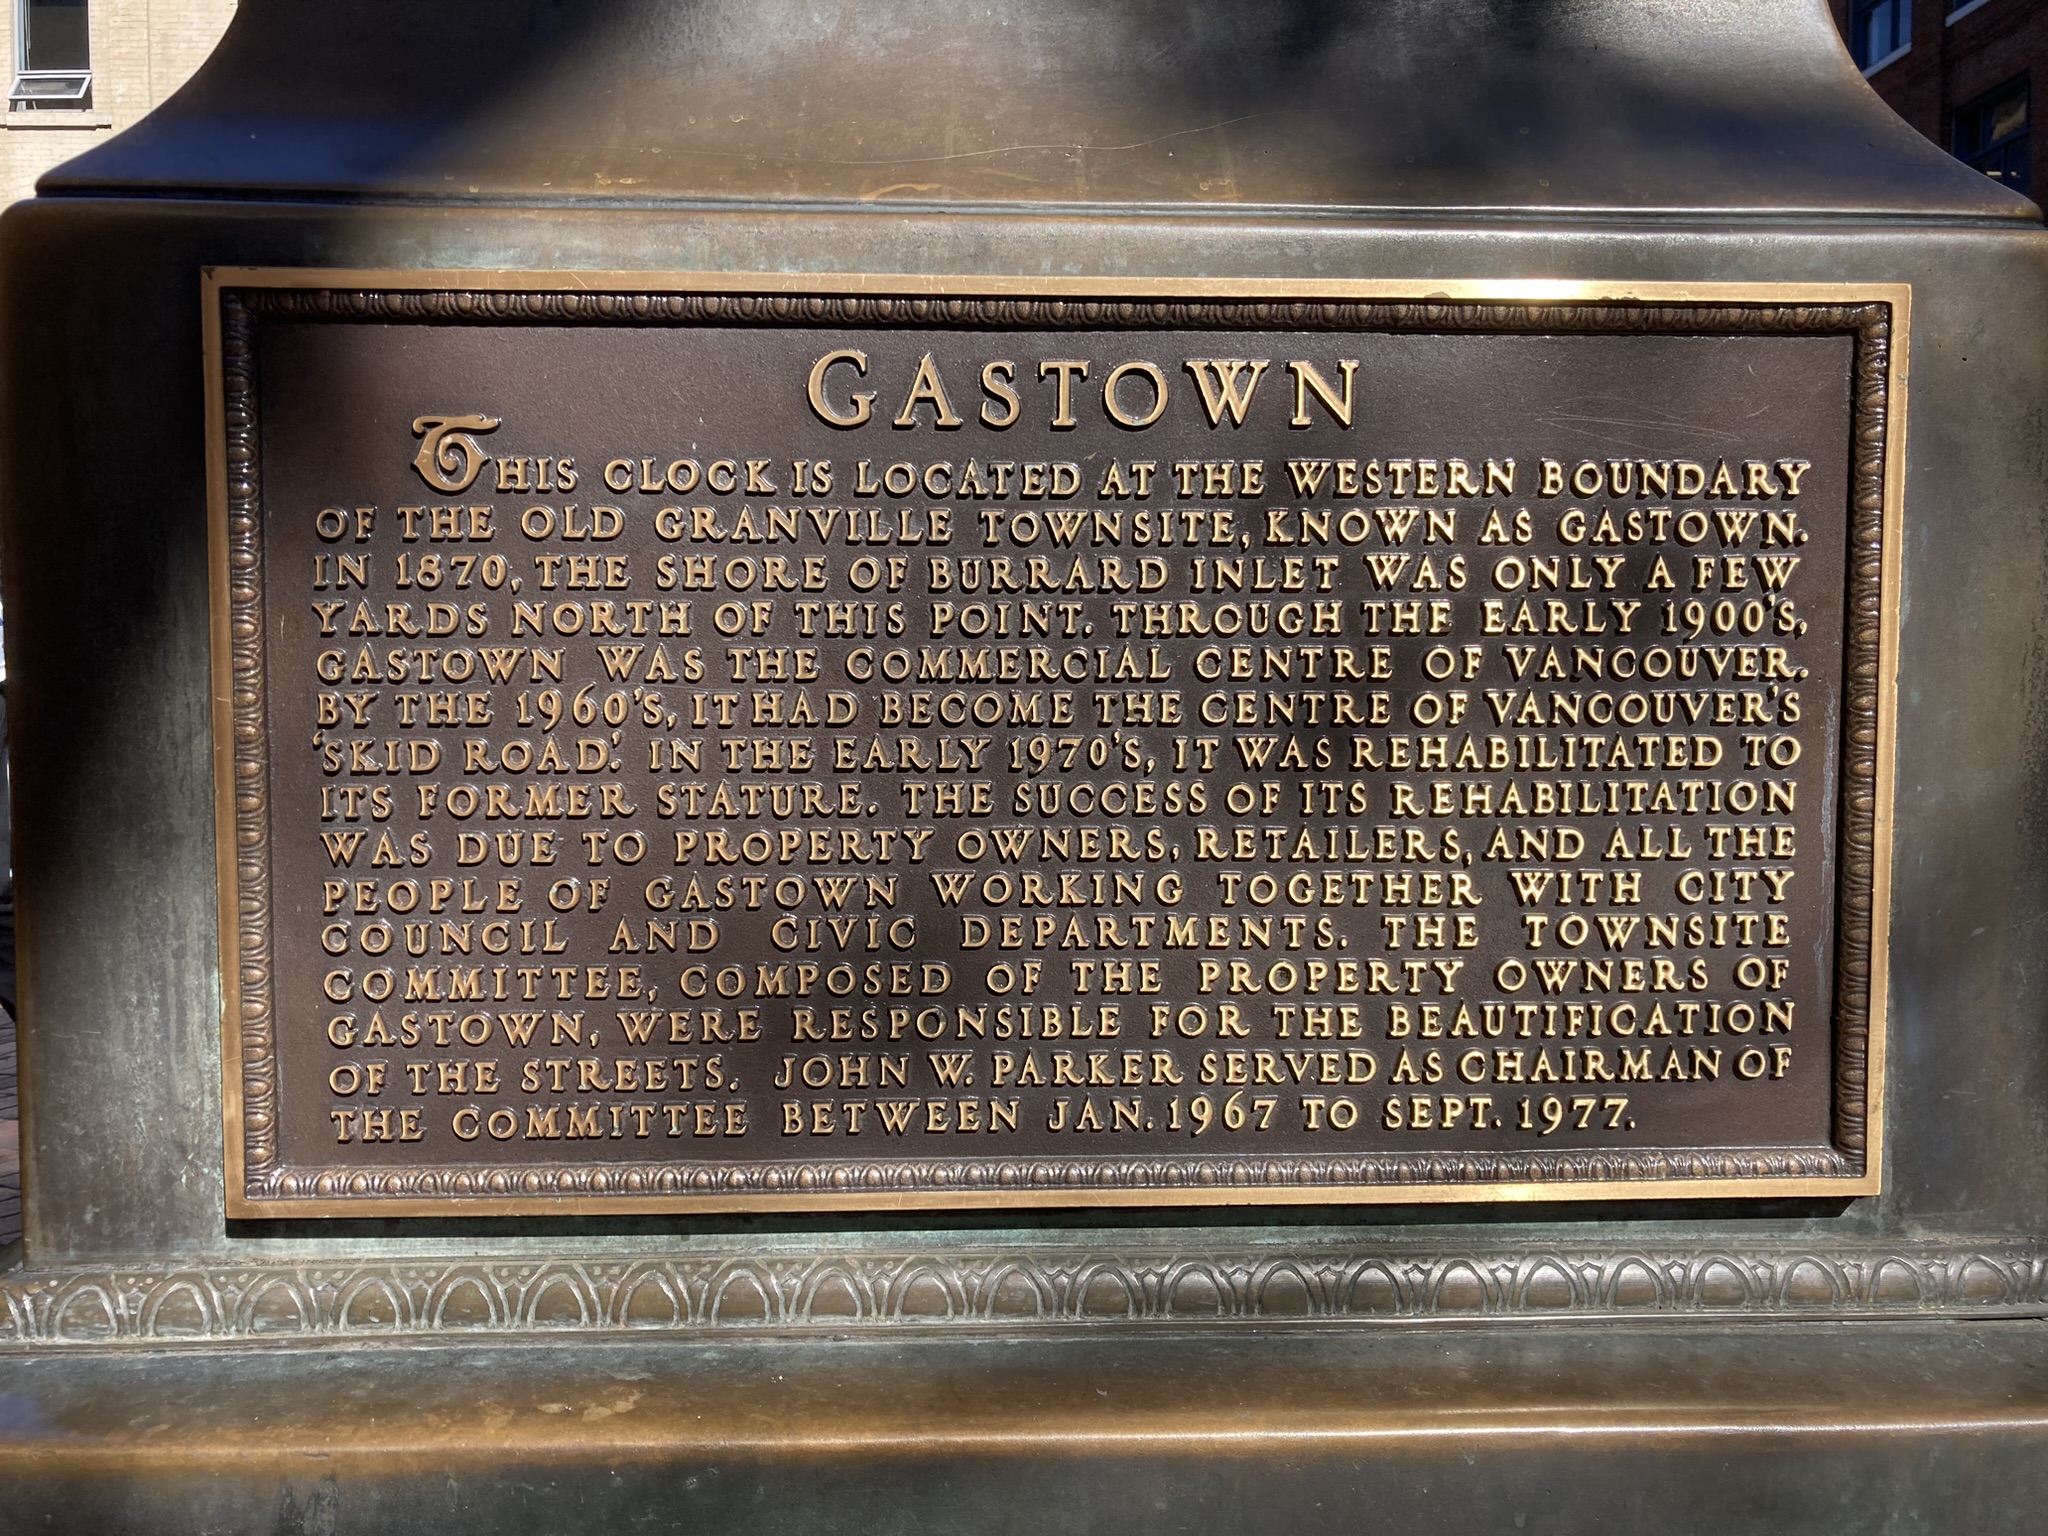 GASTOWN
THIS CLOCK IS LOCATED AT THE WESTERN BOUNDARY
OF THE OLD GRANVILLE TOWNSITE, KNOWN AS GASTOWN.
IN 1870, THE SHORE OF BURRARD INLET WAS ONLY A FEW
YARDS NORTH OF THIS POINT. THROUGH THE EARLY 1900'S,
GASTOWN WAS THE COMMERCIAL CENTRE OF VANCOUVER.
BY THE 1960'S, IT HAD BECOME THE CENTRE OF VANCOUVER'S
'SKID ROAD'. IN THE EARLY 1970'S, IT WAS REHABILITATED TO
ITS FORMER STATURE. THE SUCCESS OF ITS REHABILITATION
WAS DUE TO PROPERTY OWNERS, RETAILERS, AND ALL THE
PEOPLE OF GASTOWN WORKING TOGETHER WITH CITY
COUNCIL AND CIVIC DEPARTMENTS. THE TOWNSITE
COMMITTEE, COMPOSED OF THE PROPERTY OWNERS OF
GASTOWN, WERE RESPONSIBLE FOR THE BEAUTIFICATION
OF THE STREETS. JOHN W. PARKER SERVED AS CHAIRMAN OF
THE COMMITTEE BETWEEN JAN. 1967 TO SEPT. 1977.